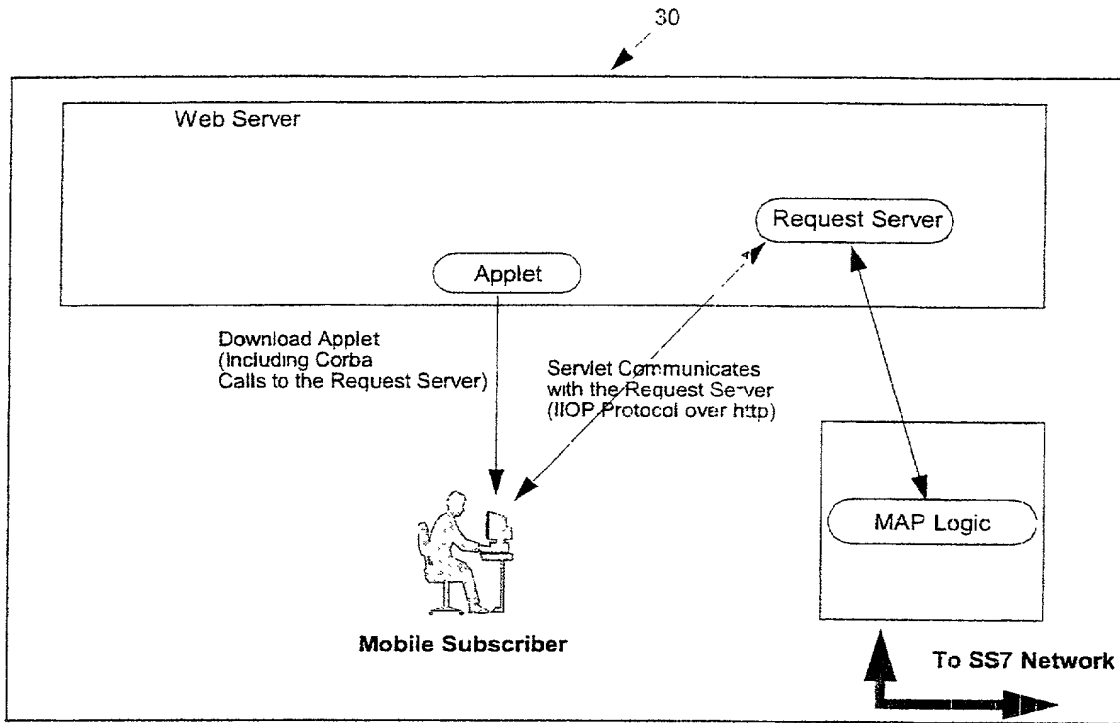 30
Web Server
Request Server
Applet
Download Applet
(Including Corba
Calls to the Request Server)
Servlet Communicates
with the Request Server
(IIOP Protocol over http)
MAP Logic
Mobile Subscriber
To SS7 Network